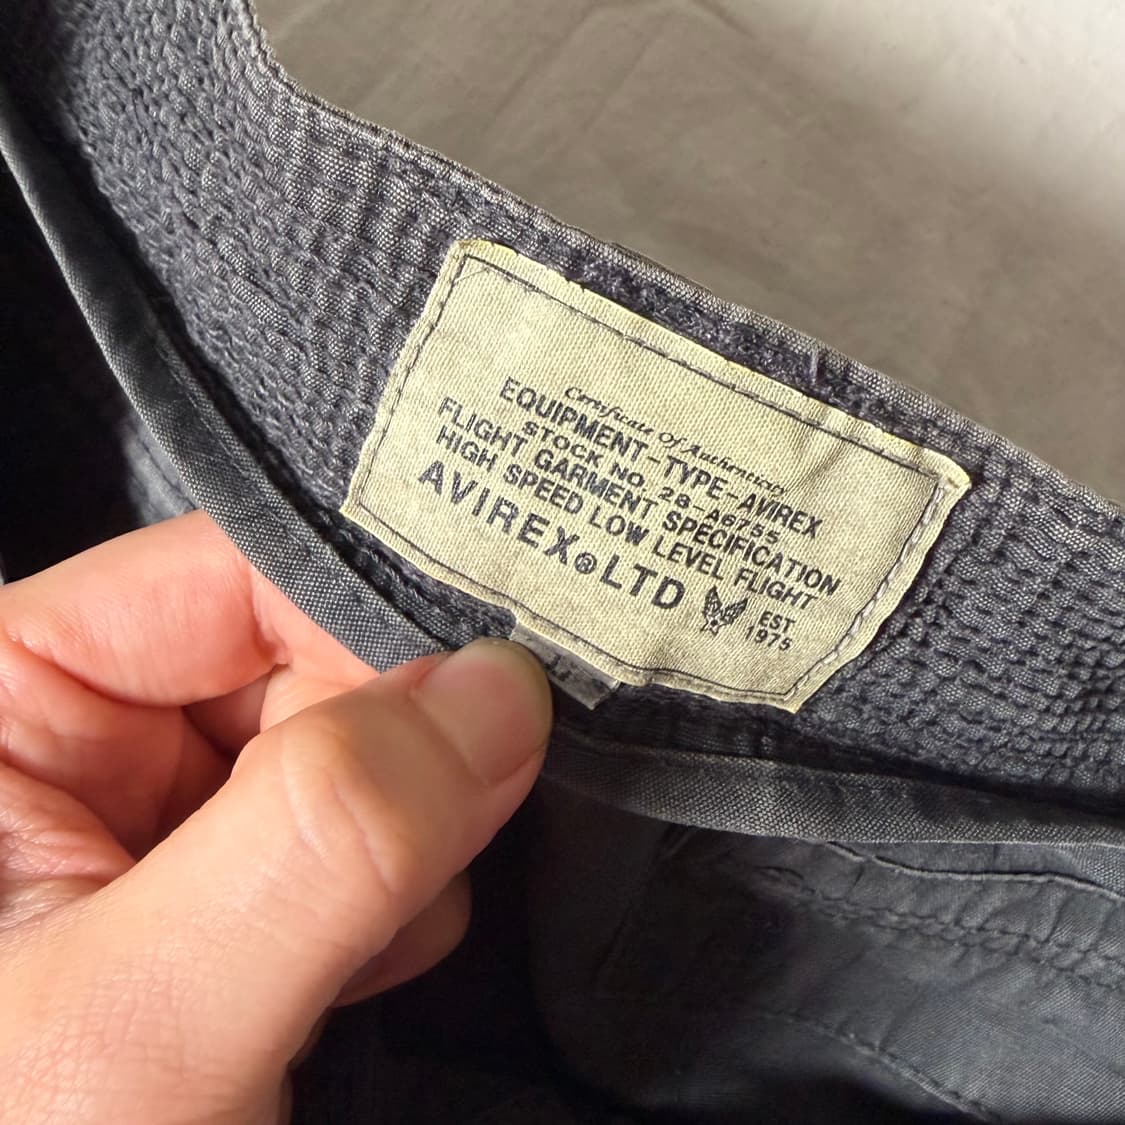 Certificate Of Authenticity
EQUIPMENT-TYPE-AVIREX
STOCK NO. 28-A6755
FLIGHT GARMENT SPECIFICATION
HIGH SPEED LOW LEVEL FLIGHT
AVIREX® LTD
EST
1975